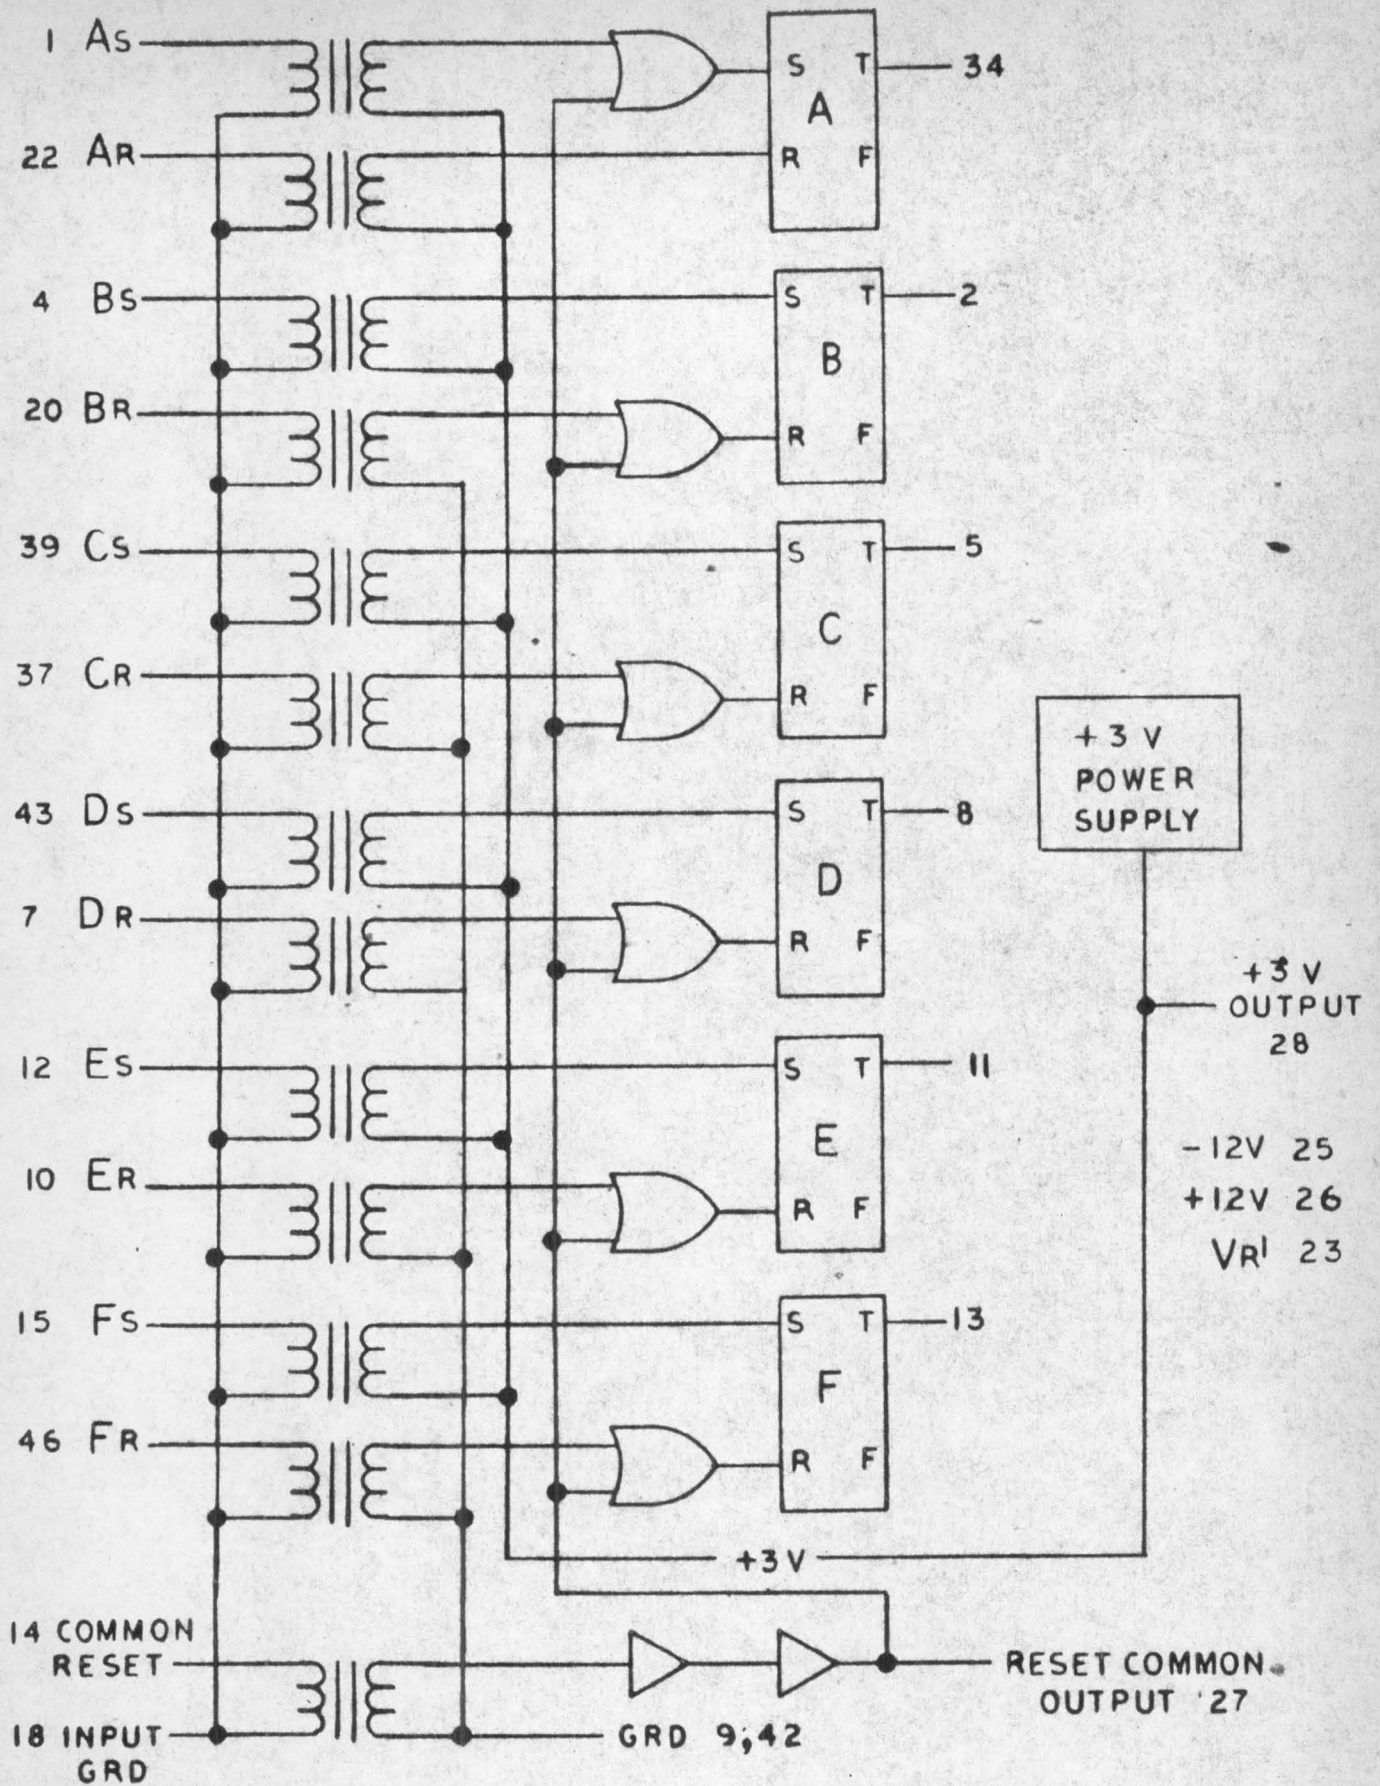 1 AS
S T 34
A
22 AR
R F
4 BS
S T 2
B
20 BR
R F
39 CS
S T 5
C
37 CR
R F
+3 V
POWER
SUPPLY
43 DS
S T 8
D
7 DR
R F
+3 V
OUTPUT
28
12 ES
S T 11
E
-12V 25
10 ER
R F
+12V 26
VR' 23
15 FS
S T 13
F
46 FR
R F
+3 V
14 COMMON
RESET
RESET COMMON
OUTPUT 27
18 INPUT
GRD
GRD 9;42